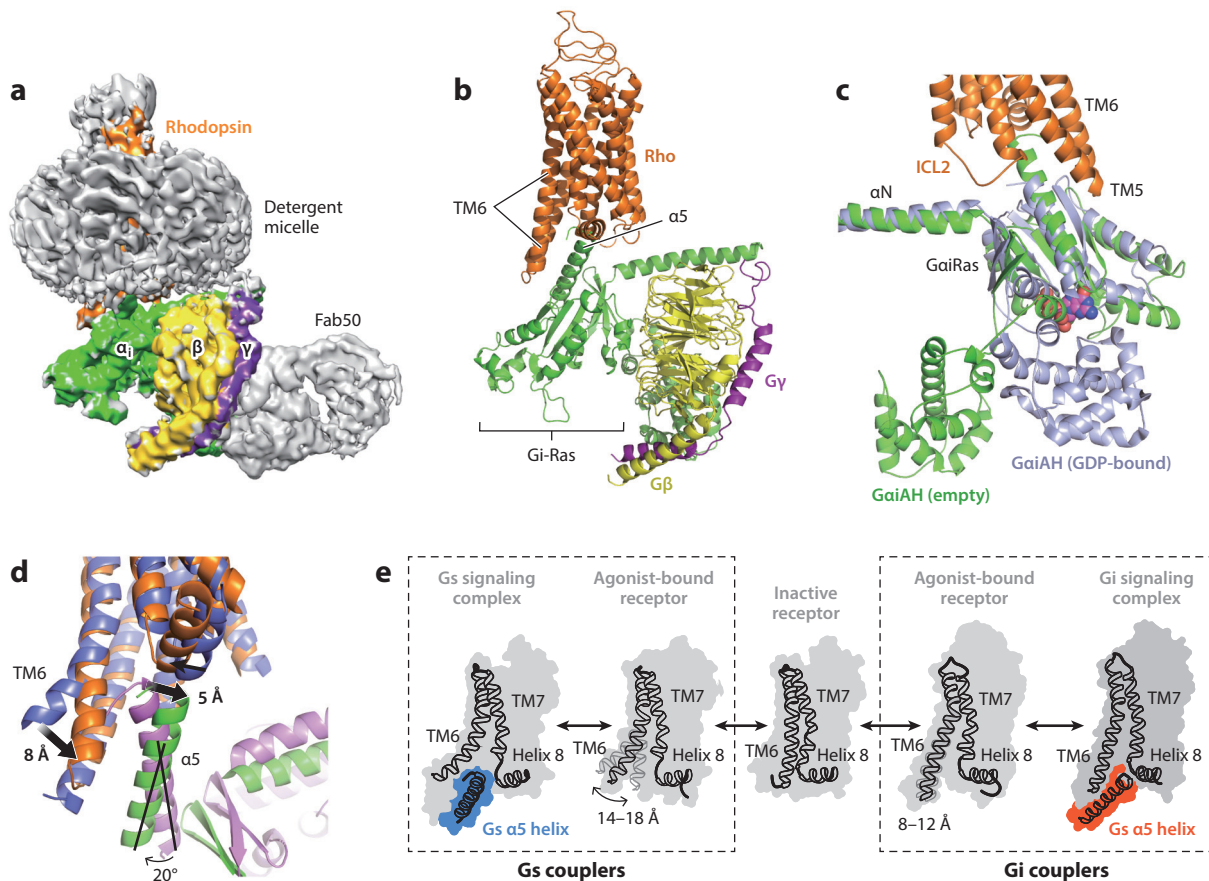 a
Rhodopsin
Detergent
micelle
Fab50
αi
β
γ
b
Rho
TM6
α5
Gγ
Gi-Ras
Gβ
c
TM6
ICL2
TM5
αN
GαiRas
GαiAH (GDP-bound)
GαiAH (empty)
d
TM6
5 Å
8 Å
α5
20°
e
Gs signaling
complex
Agonist-bound
receptor
Inactive
receptor
Agonist-bound
receptor
Gi signaling
complex
TM7
TM6
Helix 8
Gs α5 helix
TM7
TM6
Helix 8
14–18 Å
TM7
TM6
Helix 8
TM7
TM6
Helix 8
8–12 Å
TM7
TM6
Helix 8
Gs α5 helix
Gs couplers
Gi couplers